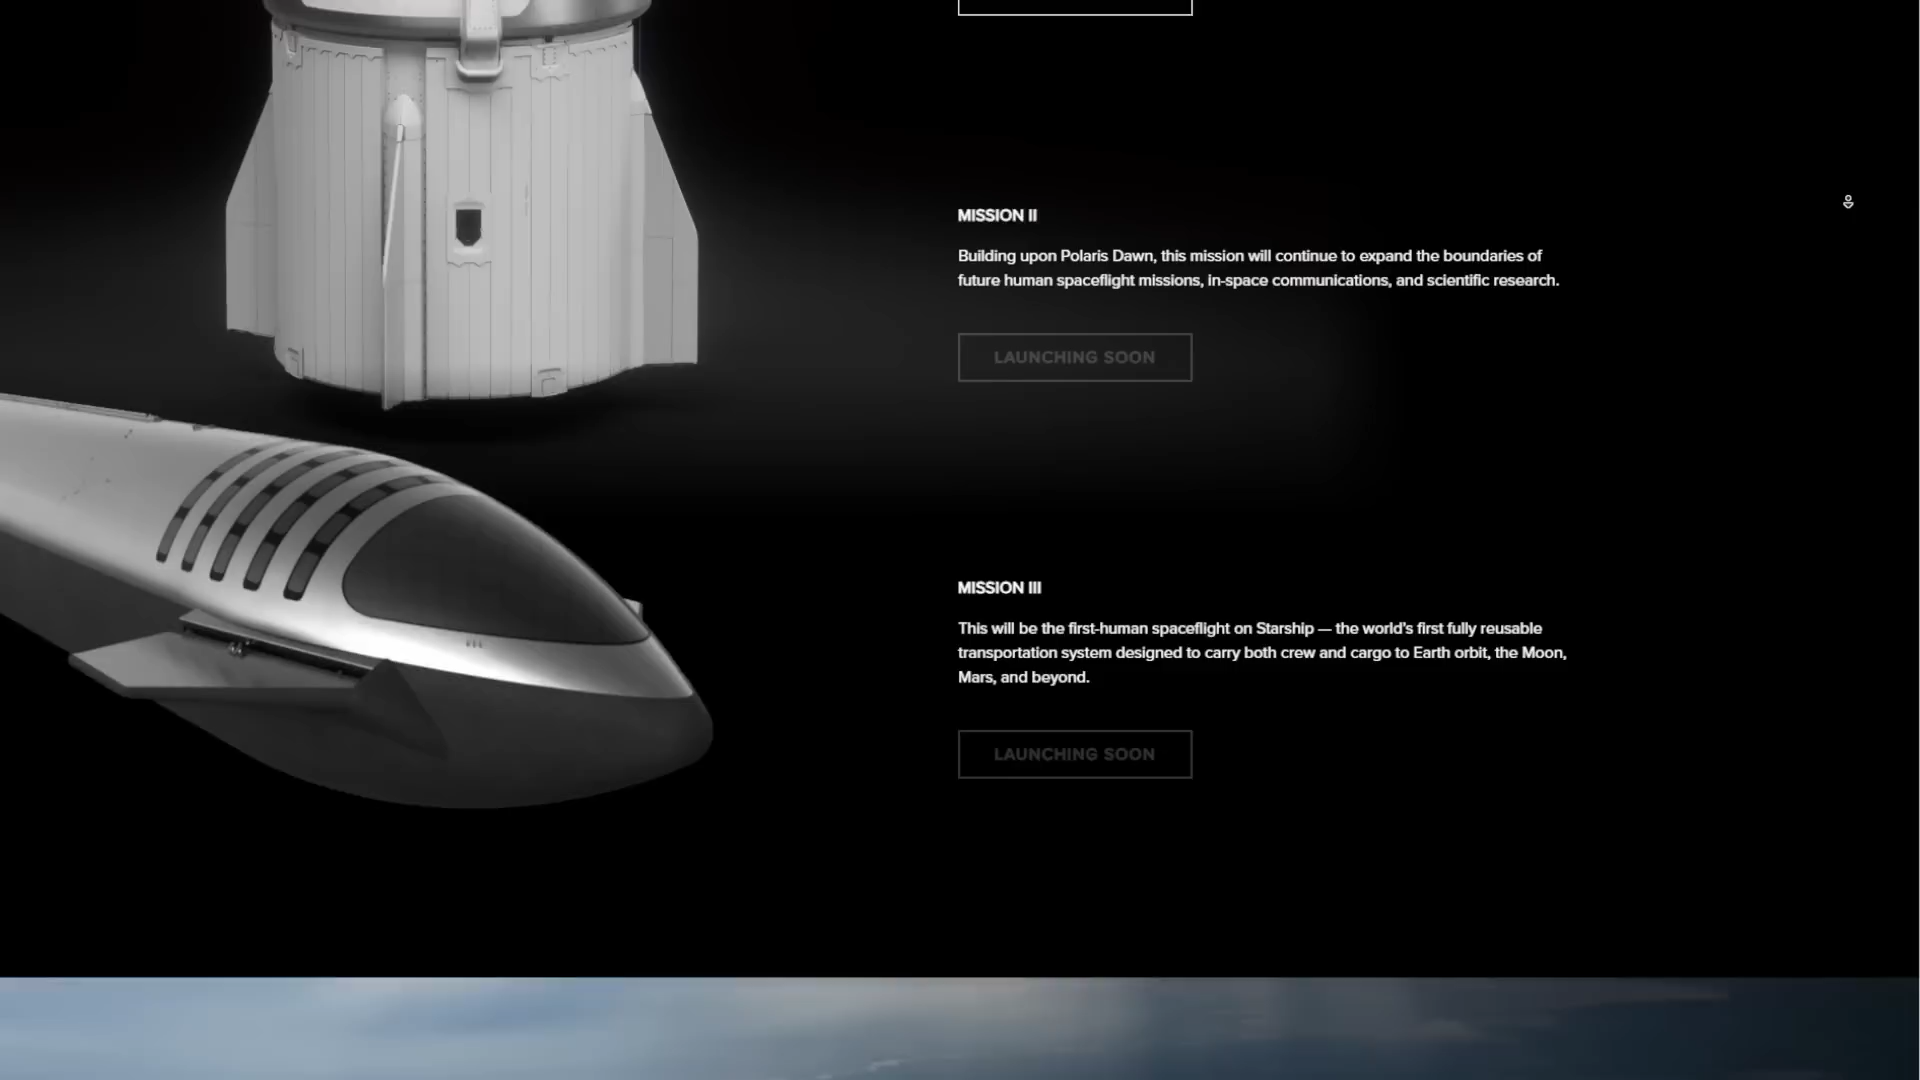 MISSION II
Building upon Polaris Dawn, this mission will continue to expand the boundaries of
future human spaceflight missions, in-space communications, and scientific research.
LAUNCHING SOON
MISSION III
This will be the first-human spaceflight on Starship — the world's first fully reusable
transportation system designed to carry both crew and cargo to Earth orbit, the Moon,
Mars, and beyond.
LAUNCHING SOON